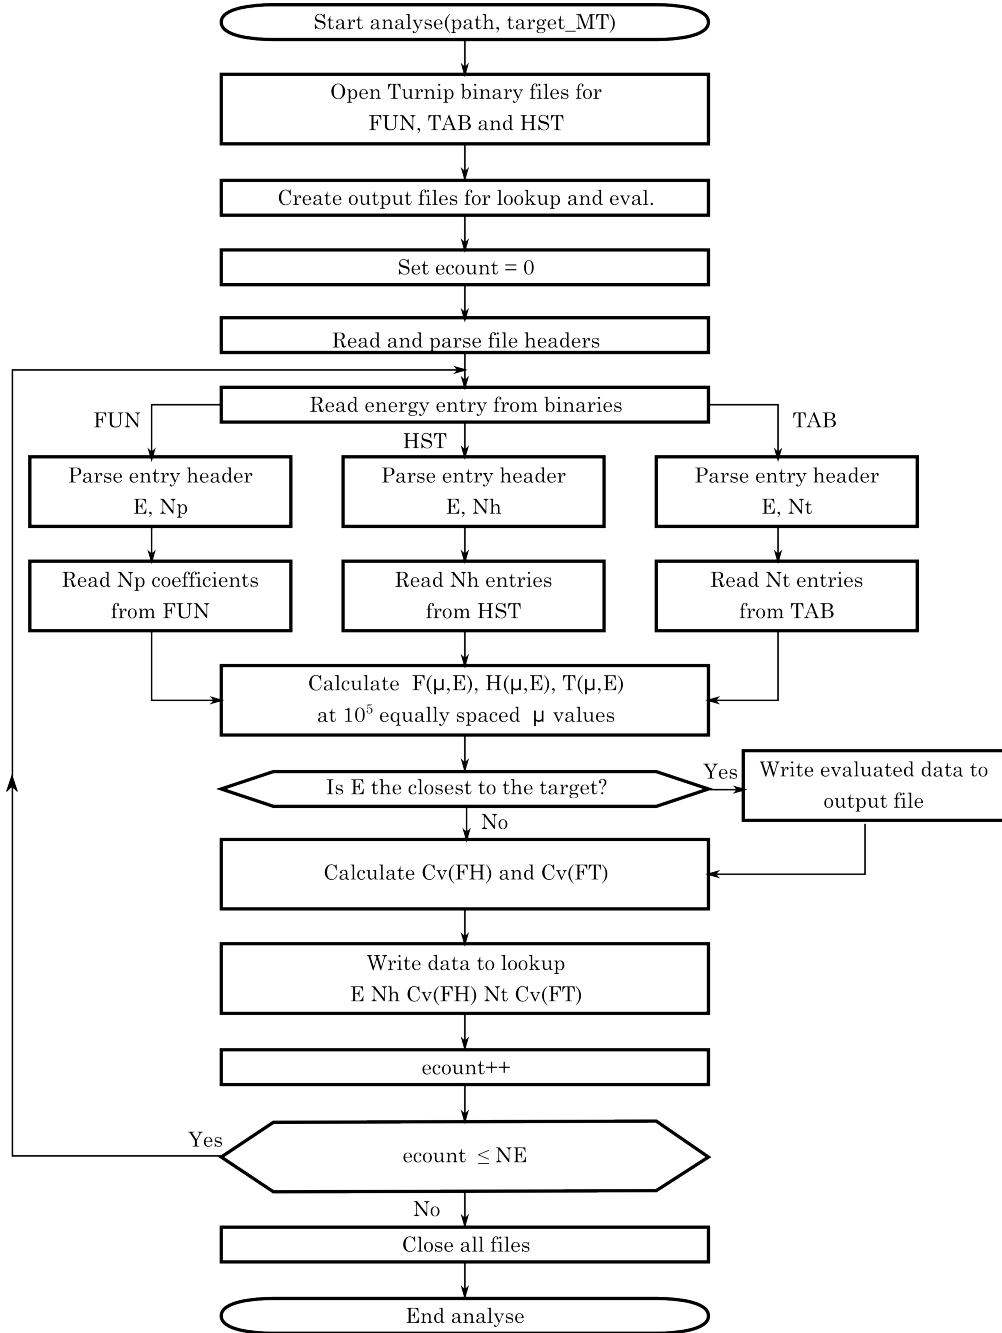 Start analyse(path, target_MT)
Open Turnip binary files for
FUN, TAB and HST
Create output files for lookup and eval.
Set ecount = 0
Read and parse file headers
Read energy entry from binaries
FUN
HST
TAB
Parse entry header
E, Np
Parse entry header
E, Nh
Parse entry header
E, Nt
Read Np coefficients
from FUN
Read Nh entries
from HST
Read Nt entries
from TAB
Calculate F(μ,E), H(μ,E), T(μ,E)
at 10⁵ equally spaced μ values
Is E the closest to the target?
Yes
Write evaluated data to
output file
No
Calculate Cv(FH) and Cv(FT)
Write data to lookup
E Nh Cv(FH) Nt Cv(FT)
ecount++
Yes
ecount ≤ NE
No
Close all files
End analyse